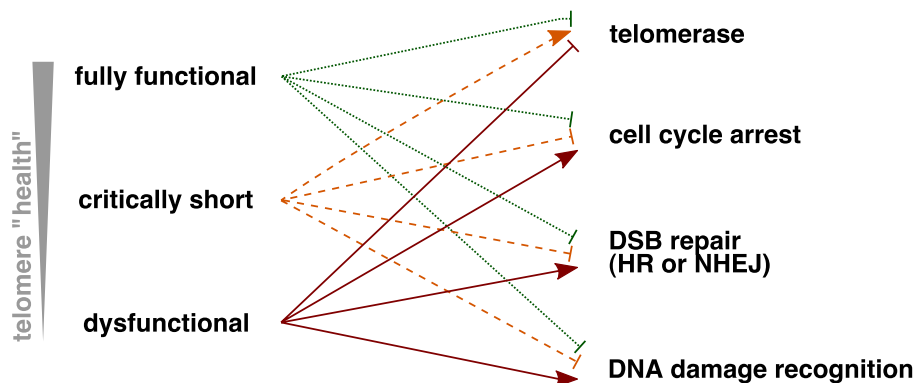 telomere "health"
fully functional
critically short
dysfunctional
telomerase
cell cycle arrest
DSB repair
(HR or NHEJ)
DNA damage recognition